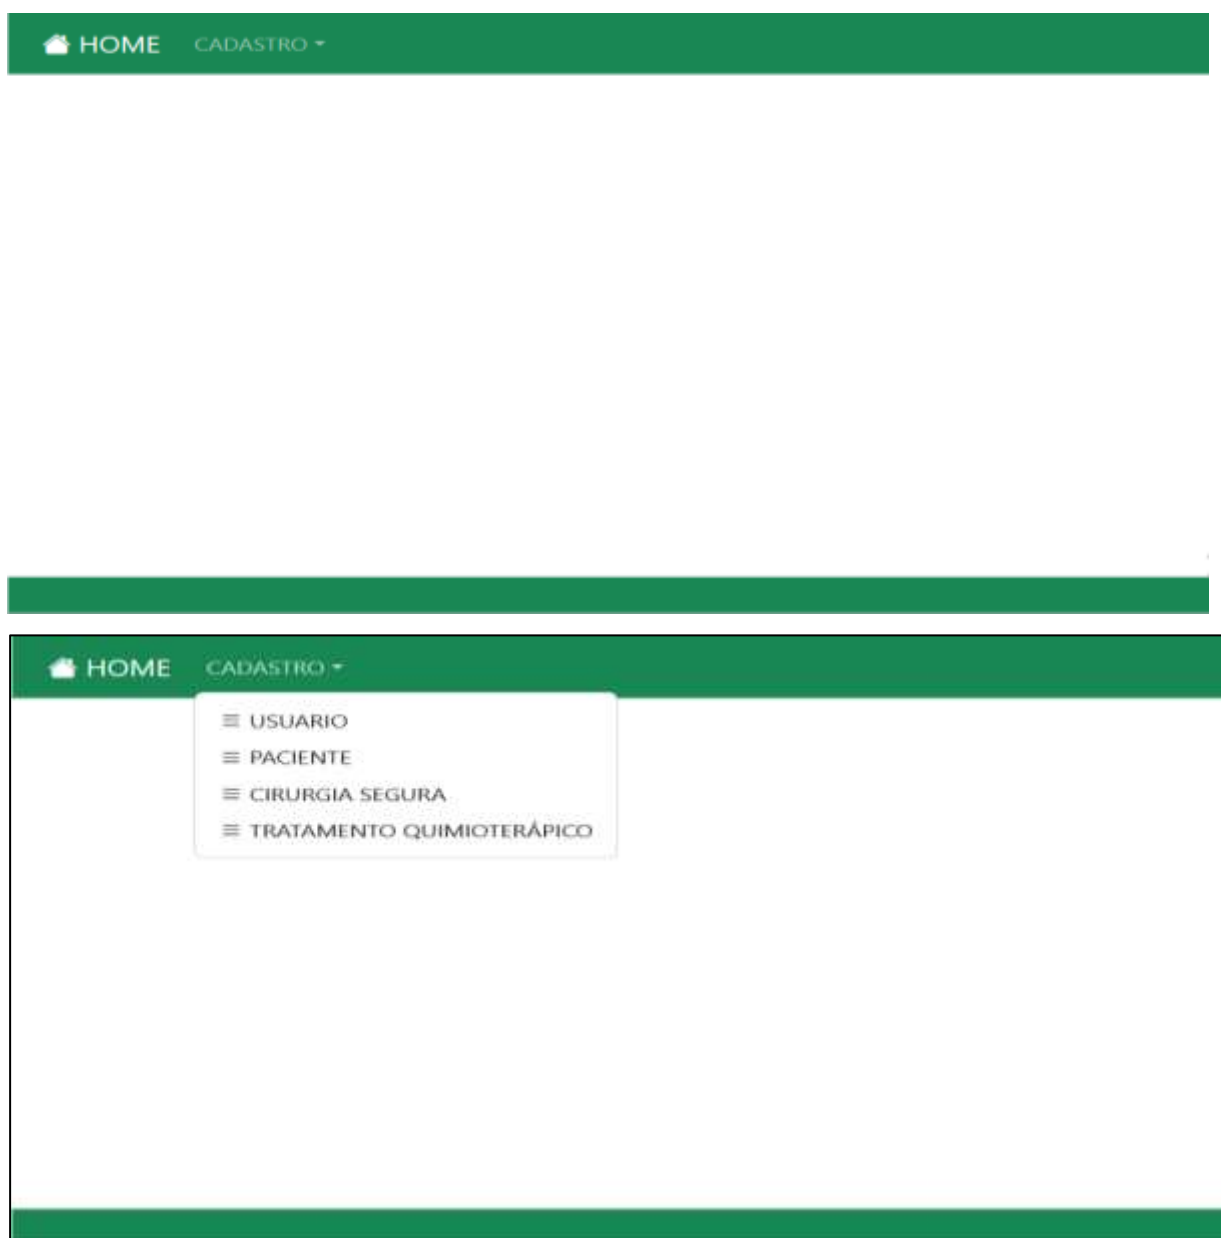 HOME CADASTRO
HOME CADASTRO
USUARIO
PACIENTE
CIRURGIA SEGURA
TRATAMENTO QUIMIOTERÁPICO